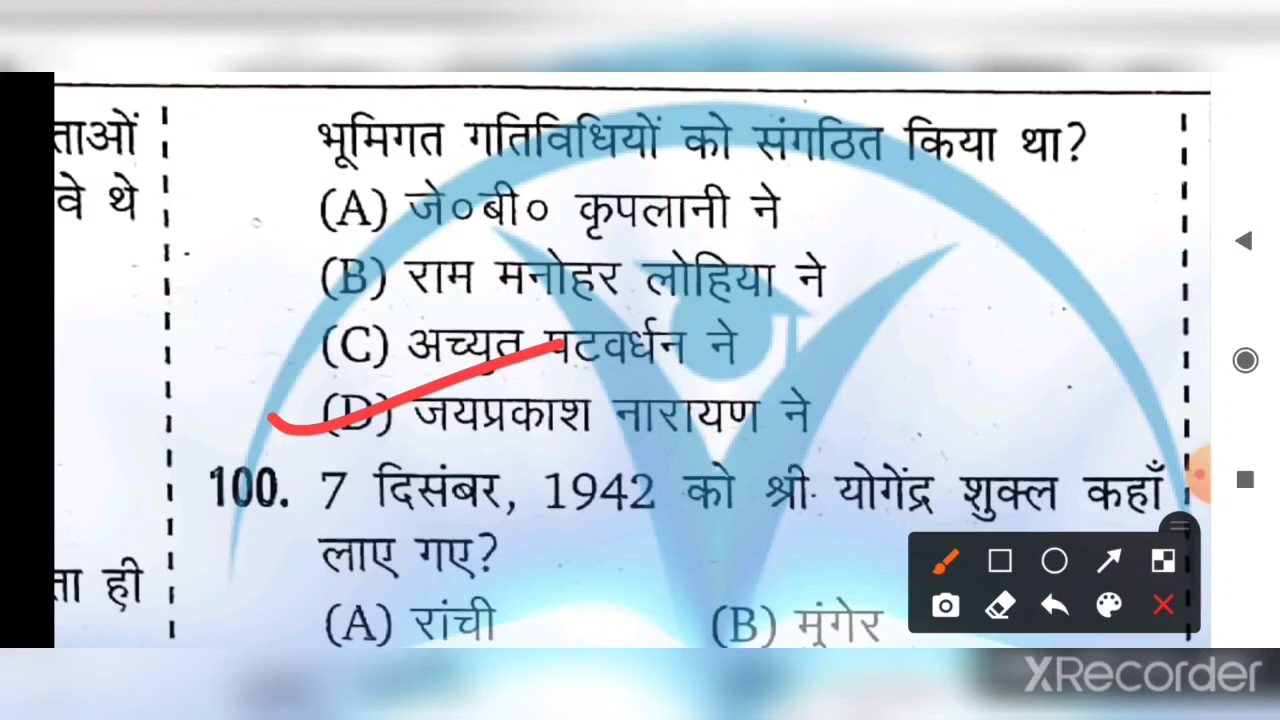 ताओं
वे थे
ता ही
भूमिगत गतिविधियों को संगठित किया था?
(A) जे०बी० कृपलानी ने
(B) राम मनोहर लोहिया ने
(C) अच्युत पटवर्धन ने
(D) जयप्रकाश नारायण ने
100. 7 दिसंबर, 1942 को श्री योगेंद्र शुक्ल कहाँ
लाए गए?
(A) रांची (B) मुंगेर
XRecorder